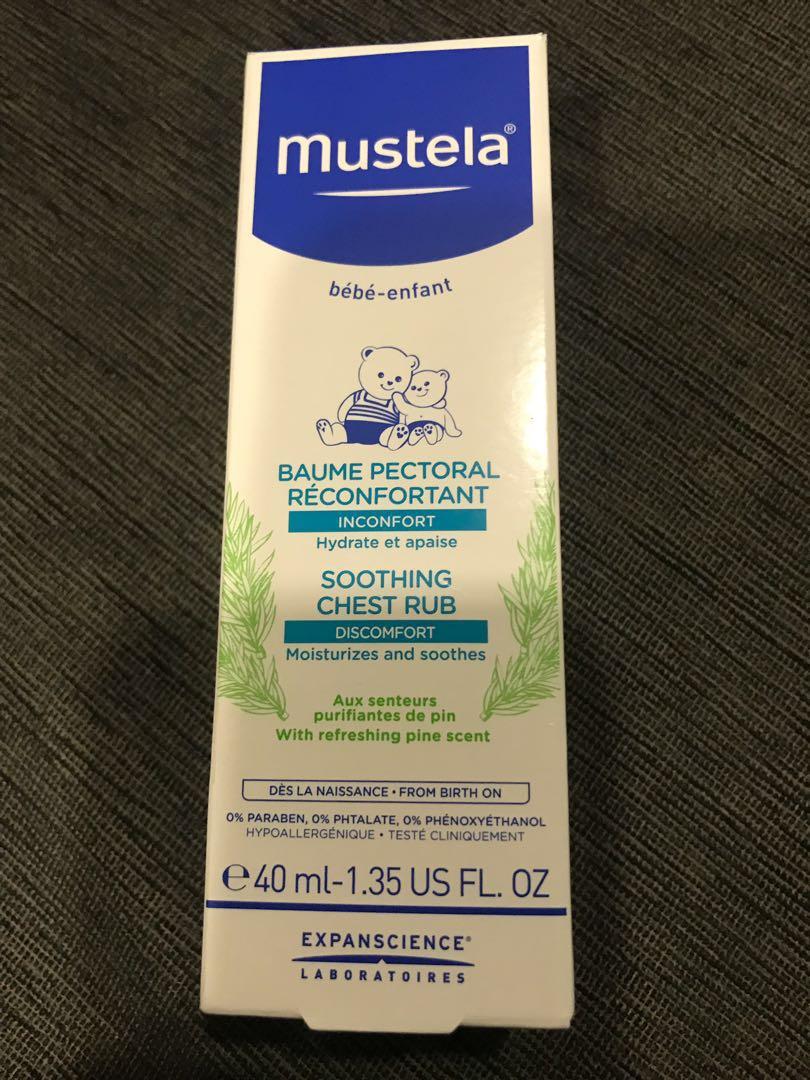 mustela®
bébé-enfant
BAUME PECTORAL
RÉCONFORTANT
INCONFORT
Hydrate et apaise
SOOTHING
CHEST RUB
DISCOMFORT
Moisturizes and soothes
Aux senteurs
purifiantes de pin
With refreshing pine scent
DÈS LA NAISSANCE • FROM BIRTH ON
0% PARABEN, 0% PHTALATE, 0% PHÉNOXYÉTHANOL
HYPOALLERGÉNIQUE • TESTÉ CLINIQUEMENT
℮ 40 ml-1.35 US FL. OZ
EXPANSCIENCE®
LABORATOIRES